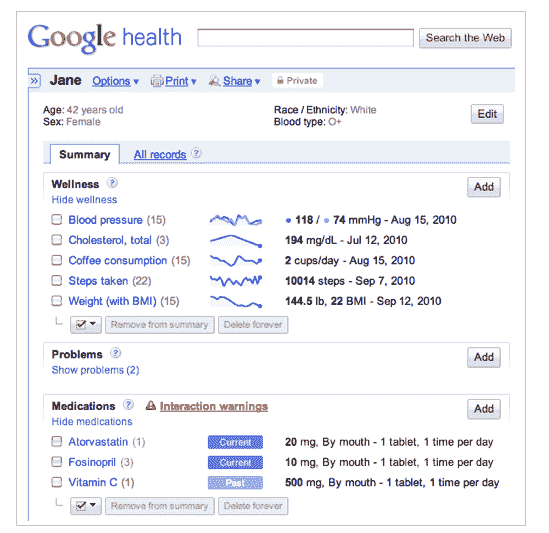 Google health Search the Web
» Jane Options ▾ Print ▾ Share ▾ Private
Age: 42 years old Race / Ethnicity: White
Sex: Female Blood type: O+ Edit
Summary All records ?
Wellness ? Add
Hide wellness
Blood pressure (15) 118 / 74 mmHg - Aug 15, 2010
Cholesterol, total (3) 194 mg/dL - Jul 12, 2010
Coffee consumption (15) 2 cups/day - Aug 15, 2010
Steps taken (22) 10014 steps - Sep 7, 2010
Weight (with BMI) (15) 144.5 lb, 22 BMI - Sep 12, 2010
Remove from summary Delete forever
Problems ? Add
Show problems (2)
Medications ? Interaction warnings Add
Hide medications
Atorvastatin (1) Current 20 mg, By mouth - 1 tablet, 1 time per day
Fosinopril (3) Current 10 mg, By mouth - 1 tablet, 1 time per day
Vitamin C (1) Past 500 mg, By mouth - 1 tablet, 1 time per day
Remove from summary Delete forever